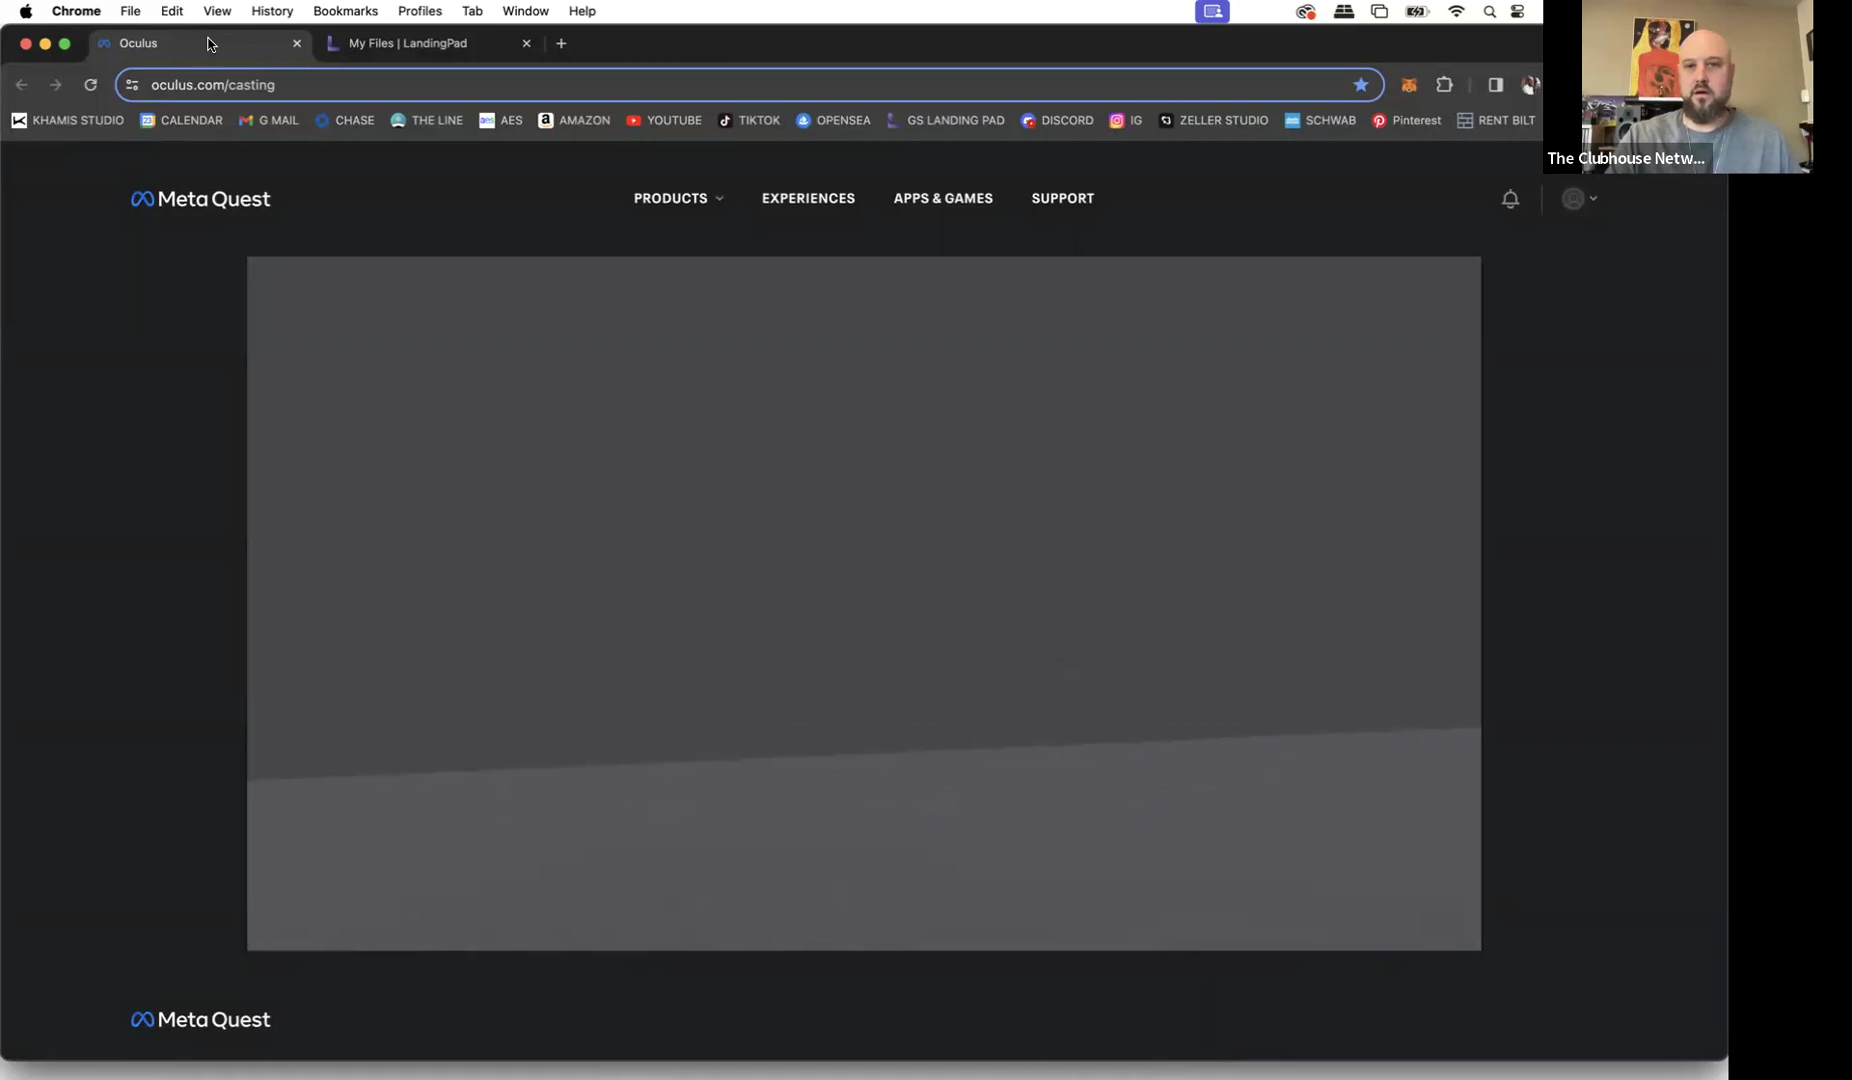 Chrome File Edit View History Bookmarks Profiles Tab Window Help
Oculus My Files | LandingPad
oculus.com/casting
KHAMIS STUDIO CALENDAR G MAIL CHASE THE LINE AES AMAZON YOUTUBE TIKTOK OPENSEA GS LANDING PAD DISCORD IG ZELLER STUDIO SCHWAB Pinterest RENT BILT
The Clubhouse Netw...
Meta Quest PRODUCTS EXPERIENCES APPS & GAMES SUPPORT
Meta Quest